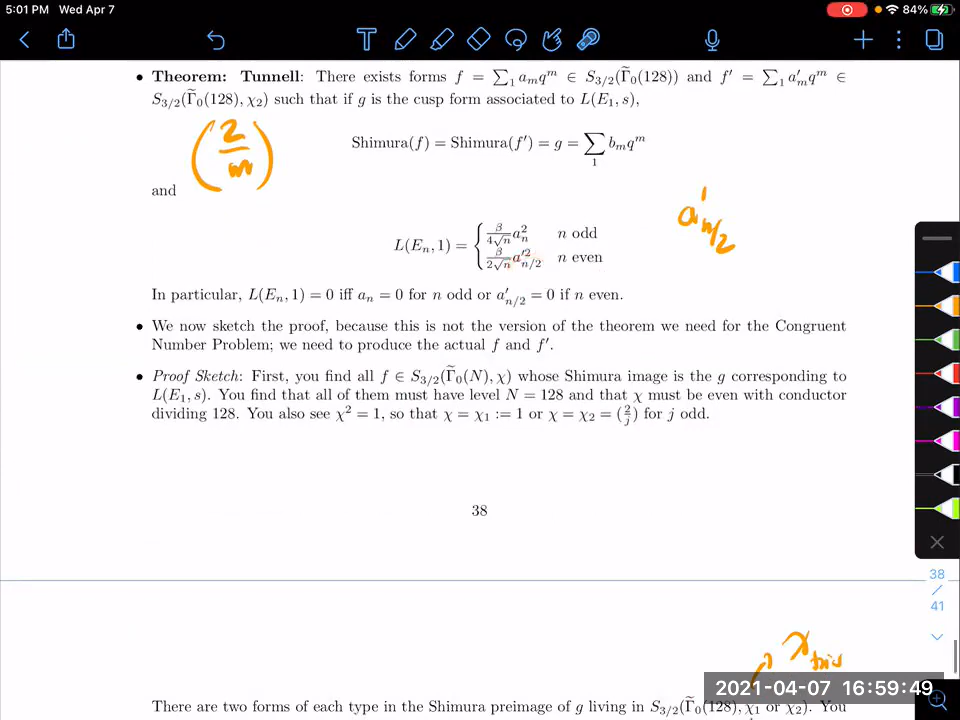 5:01 PM Wed Apr 7
84%
• Theorem: Tunnell: There exists forms f = ∑₁ aₘqᵐ ∈ S₃/₂(Γ̃₀(128)) and f′ = ∑₁ a′ₘqᵐ ∈
S₃/₂(Γ̃₀(128), χ₂) such that if g is the cusp form associated to L(E₁, s),
(2/m)
Shimura(f) = Shimura(f′) = g = ∑₁ bₘqᵐ
and
a′ₙ/₂
L(Eₙ, 1) = { β/(4√n) aₙ² n odd
β/(2√n) a′²ₙ/₂ n even
In particular, L(Eₙ, 1) = 0 iff aₙ = 0 for n odd or a′ₙ/₂ = 0 if n even.
• We now sketch the proof, because this is not the version of the theorem we need for the Congruent
Number Problem; we need to produce the actual f and f′.
• Proof Sketch: First, you find all f ∈ S₃/₂(Γ̃₀(N), χ) whose Shimura image is the g corresponding to
L(E₁, s). You find that all of them must have level N = 128 and that χ must be even with conductor
dividing 128. You also see χ² = 1, so that χ = χ₁ := 1 or χ = χ₂ = (2/j) for j odd.
38
38
/
41
χ
2021-04-07 16:59:49
There are two forms of each type in the Shimura preimage of g living in S₃/₂(Γ̃₀(128), χ₁ or χ₂). You